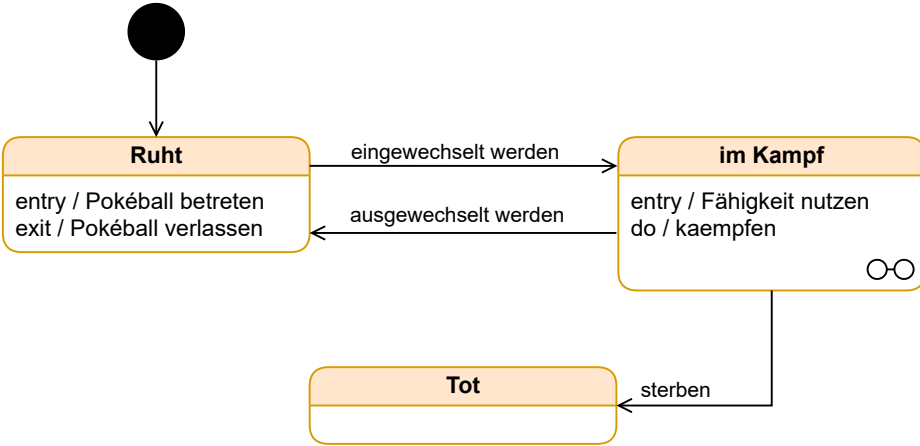 Ruht
entry / Pokéball betreten
exit / Pokéball verlassen
eingewechselt werden
ausgewechselt werden
im Kampf
entry / Fähigkeit nutzen
do / kaempfen
Tot
sterben